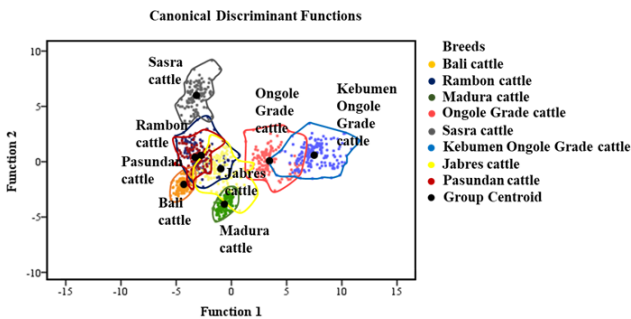 Canonical Discriminant Functions
Function 2
10
5
0
-5
-10
Sasra
cattle
Rambon
cattle
Pasundan
cattle
Bali
cattle
Madura
cattle
Jabres
cattle
Ongole
Grade
cattle
Kebumen
Ongole
Grade
cattle
-15
-10
-5
0
5
10
15
Function 1
Breeds
Bali cattle
Rambon cattle
Madura cattle
Ongole Grade cattle
Sasra cattle
Kebumen Ongole Grade cattle
Jabres cattle
Pasundan cattle
Group Centroid